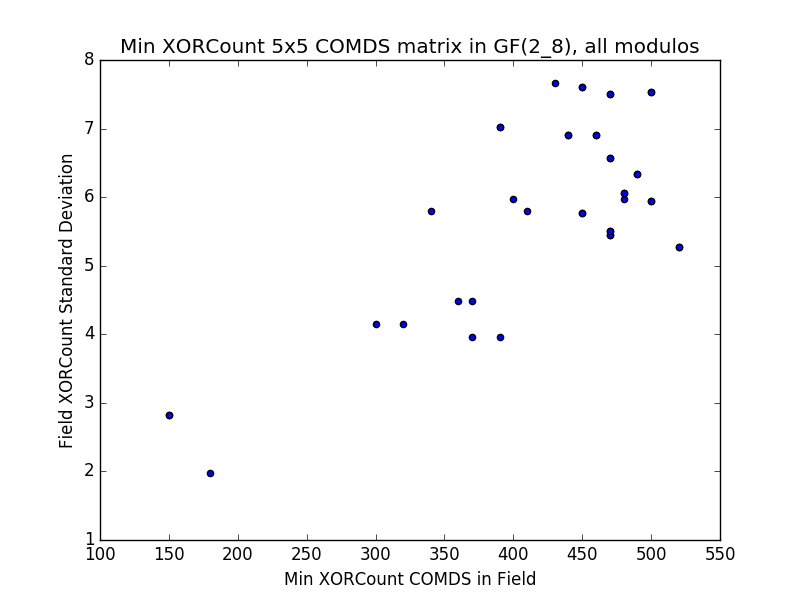 Min XORCount 5x5 COMDS matrix in GF(2_8), all modulos
8
7
6
5
4
3
2
1
Field XORCount Standard Deviation
100 150 200 250 300 350 400 450 500 550
Min XORCount COMDS in Field